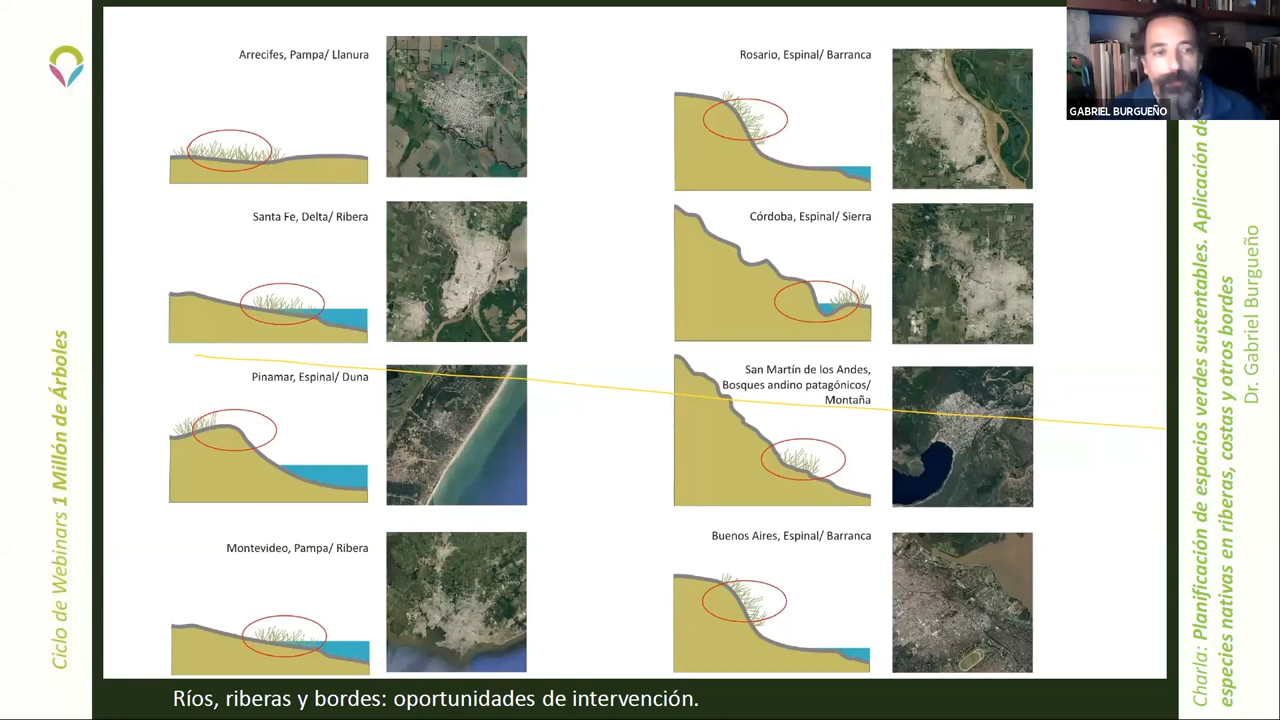 Ciclo de Webinars 1 Millón de Árboles
Arrecifes, Pampa/ Llanura
Santa Fe, Delta/ Ribera
Pinamar, Espinal/ Duna
Montevideo, Pampa/ Ribera
Rosario, Espinal/ Barranca
Córdoba, Espinal/ Sierra
San Martín de los Andes,
Bosques andino patagónicos/
Montaña
Buenos Aires, Espinal/ Barranca
Ríos, riberas y bordes: oportunidades de intervención.
GABRIEL BURGUEÑO
Charla: Planificación de espacios verdes sustentables. Aplicación de
especies nativas en riberas, costas y otros bordes
Dr. Gabriel Burgueño